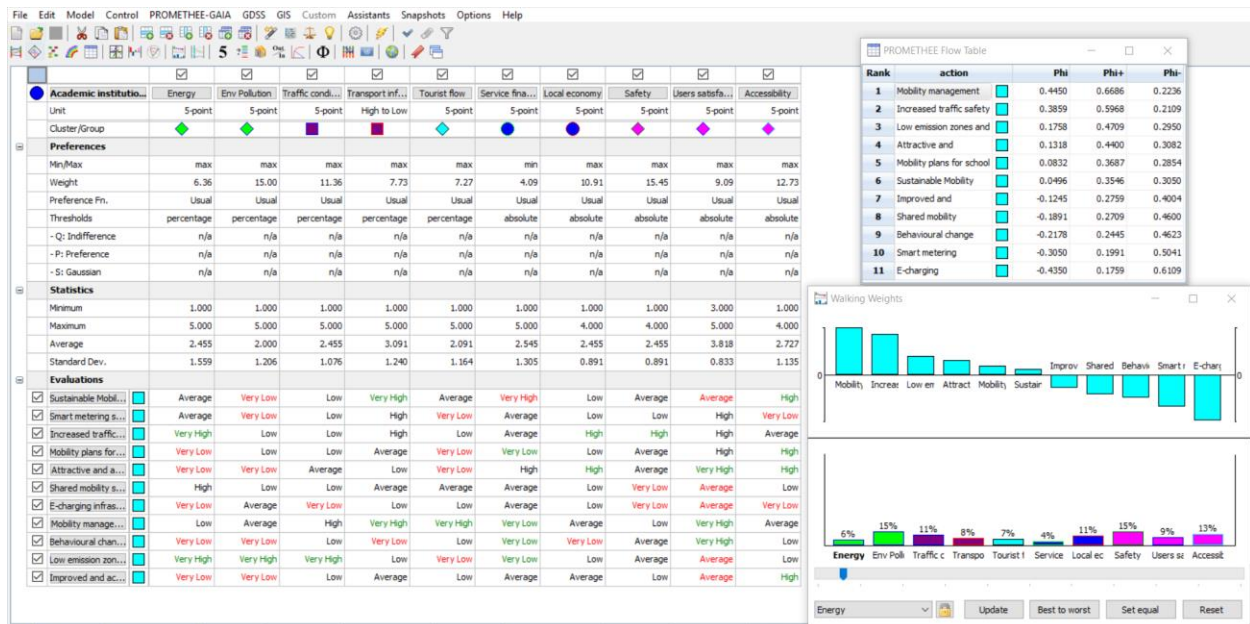 File Edit Model Control PROMETHEE-GAIA GDSS GIS Custom Assistants Snapshots Options Help
Academic institutio... Energy Env Pollution Traffic condi... Transport inf... Tourist flow Service fina... Local economy Safety Users satisfa... Accessibility
Unit 5-point 5-point 5-point High to Low 5-point 5-point 5-point 5-point 5-point 5-point
Cluster/Group
Preferences
Min/Max max max max max max min max max max max
Weight 6.36 15.00 11.36 7.73 7.27 4.09 10.91 15.45 9.09 12.73
Preference Fn. Usual Usual Usual Usual Usual Usual Usual Usual Usual Usual
Thresholds percentage percentage percentage percentage percentage absolute absolute absolute absolute absolute
- Q: Indifference n/a n/a n/a n/a n/a n/a n/a n/a n/a n/a
- P: Preference n/a n/a n/a n/a n/a n/a n/a n/a n/a n/a
- S: Gaussian n/a n/a n/a n/a n/a n/a n/a n/a n/a n/a
Statistics
Minimum 1.000 1.000 1.000 1.000 1.000 1.000 1.000 1.000 3.000 1.000
Maximum 5.000 5.000 5.000 5.000 5.000 5.000 4.000 4.000 5.000 4.000
Average 2.455 2.000 2.455 3.091 2.091 2.545 2.455 2.455 3.818 2.727
Standard Dev. 1.559 1.206 1.076 1.240 1.164 1.305 0.891 0.891 0.833 1.135
Evaluations
Sustainable Mobil... Average Very Low Low Very High Average Very High Low Average Average High
Smart metering s... Average Very Low Low High Very Low Average Low Low High Very Low
Increased traffic... Very High Low Low High Low Average High High High Average
Mobility plans for... Very Low Low Low Average Very Low Very Low Low Average High High
Attractive and a... Very Low Very Low Average Low Very Low High High Average Very High High
Shared mobility s... High Low Low Average Average Average Low Very Low Average Low
E-charging infras... Very Low Average Very Low Low Low Average Low Very Low Average Very Low
Mobility manage... Low Average High Very High Very High Very Low Average Low Very High Average
Behavioural chan... Very Low Low Very Low Very Low Low Very Low Very Low Average Very High Low
Low emission zon... Very High Very High Very High Low Very Low Very Low Low Average Average Low
Improved and ac... Very Low Very Low Low Average Low Average Average Low Average High
PROMETHEE Flow Table
Rank action Phi Phi+ Phi-
1 Mobility management 0.4450 0.6686 0.2236
2 Increased traffic safety 0.3859 0.5968 0.2109
3 Low emission zones and 0.1758 0.4709 0.2950
4 Attractive and 0.1318 0.4400 0.3082
5 Mobility plans for school 0.0832 0.3687 0.2854
6 Sustainable Mobility 0.0496 0.3546 0.3050
7 Improved and -0.1245 0.2759 0.4004
8 Shared mobility -0.1891 0.2709 0.4600
9 Behavioural change -0.2178 0.2445 0.4623
10 Smart metering -0.3050 0.1991 0.5041
11 E-charging -0.4350 0.1759 0.6109
Walking Weights
Improv Shared Behavi Smart r E-char
0 0
Mobility Increas Low em Attract Mobility Sustain
6% 15% 11% 8% 7% 4% 11% 15% 9% 13%
Energy Env Poll Traffic c Transpo Tourist f Service Local ec Safety Users sa Accessib
Energy Update Best to worst Set equal Reset